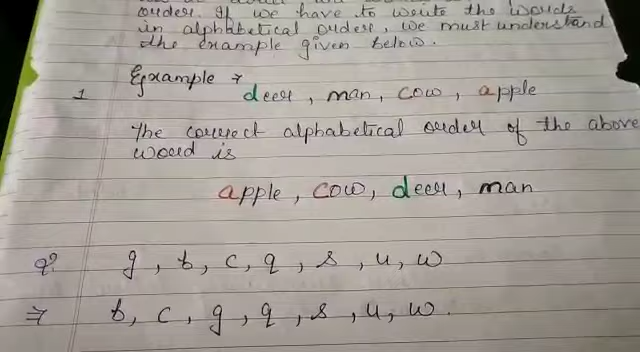 order. If we have to write the words
in alphabetical order, we must understand
the example given below.
Example →
1 deer, man, cow, apple
The correct alphabetical order of the above
word is
apple, cow, deer, man
Q. g, b, c, q, s, u, w
⇒ b, c, g, q, s, u, w.